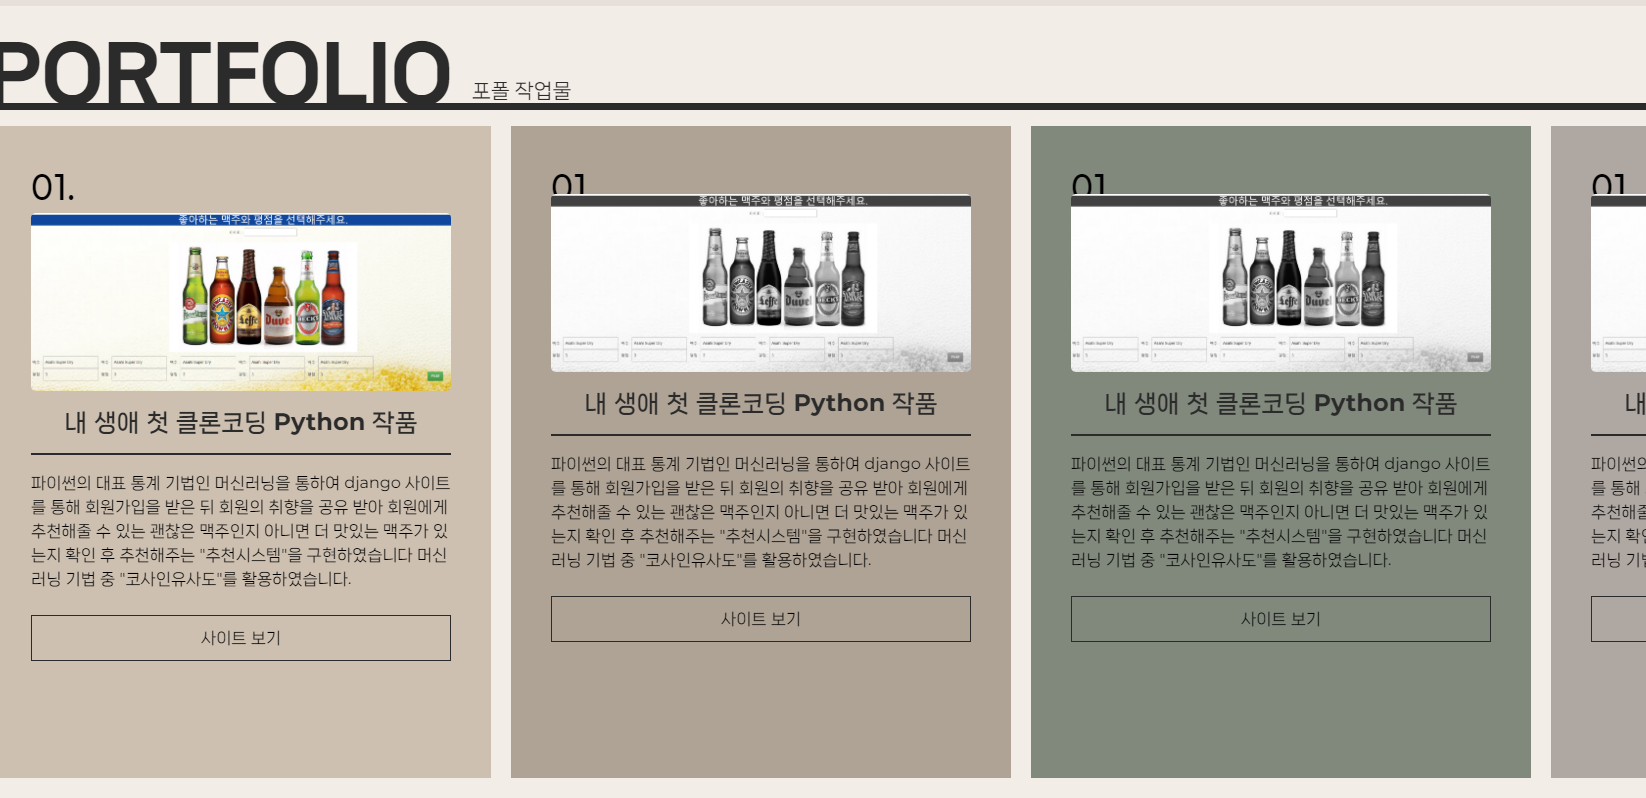 PORTFOLIO 포폴 작업물
01.
좋아하는 맥주와 평점을 선택해주세요.
Leffe
Duvel
BECK'S
내 생애 첫 클론코딩 Python 작품
파이썬의 대표 통계 기법인 머신러닝을 통하여 django 사이트
를 통해 회원가입을 받은 뒤 회원의 취향을 공유 받아 회원에게
추천해줄 수 있는 괜찮은 맥주인지 아니면 더 맛있는 맥주가 있
는지 확인 후 추천해주는 "추천시스템"을 구현하였습니다 머신
러닝 기법 중 "코사인유사도"를 활용하였습니다.
사이트 보기
01
좋아하는 맥주와 평점을 선택해주세요.
Leffe
Duvel
BECK'S
내 생애 첫 클론코딩 Python 작품
파이썬의 대표 통계 기법인 머신러닝을 통하여 django 사이트
를 통해 회원가입을 받은 뒤 회원의 취향을 공유 받아 회원에게
추천해줄 수 있는 괜찮은 맥주인지 아니면 더 맛있는 맥주가 있
는지 확인 후 추천해주는 "추천시스템"을 구현하였습니다 머신
러닝 기법 중 "코사인유사도"를 활용하였습니다.
사이트 보기
01
좋아하는 맥주와 평점을 선택해주세요.
Leffe
Duvel
BECK'S
내 생애 첫 클론코딩 Python 작품
파이썬의 대표 통계 기법인 머신러닝을 통하여 django 사이트
를 통해 회원가입을 받은 뒤 회원의 취향을 공유 받아 회원에게
추천해줄 수 있는 괜찮은 맥주인지 아니면 더 맛있는 맥주가 있
는지 확인 후 추천해주는 "추천시스템"을 구현하였습니다 머신
러닝 기법 중 "코사인유사도"를 활용하였습니다.
사이트 보기
01
내
파이썬의
를 통해
추천해줄
는지 확인
러닝 기법